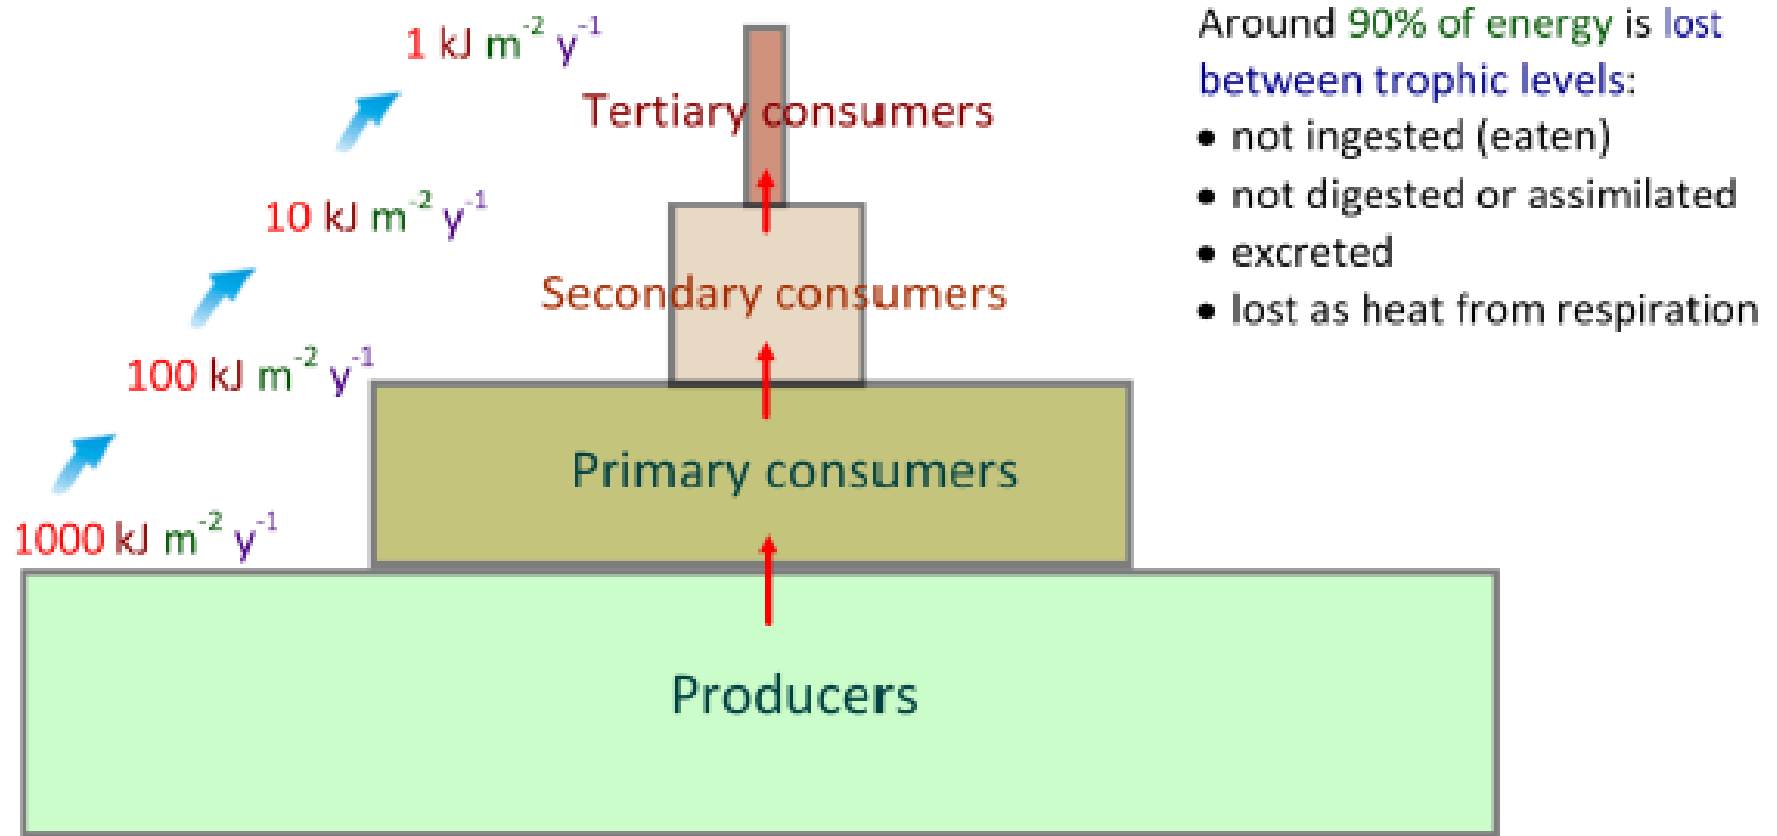 1 kJ m⁻² y⁻¹
Tertiary consumers
10 kJ m⁻² y⁻¹
Secondary consumers
100 kJ m⁻² y⁻¹
Primary consumers
1000 kJ m⁻² y⁻¹
Producers
Around 90% of energy is lost
between trophic levels:
• not ingested (eaten)
• not digested or assimilated
• excreted
• lost as heat from respiration